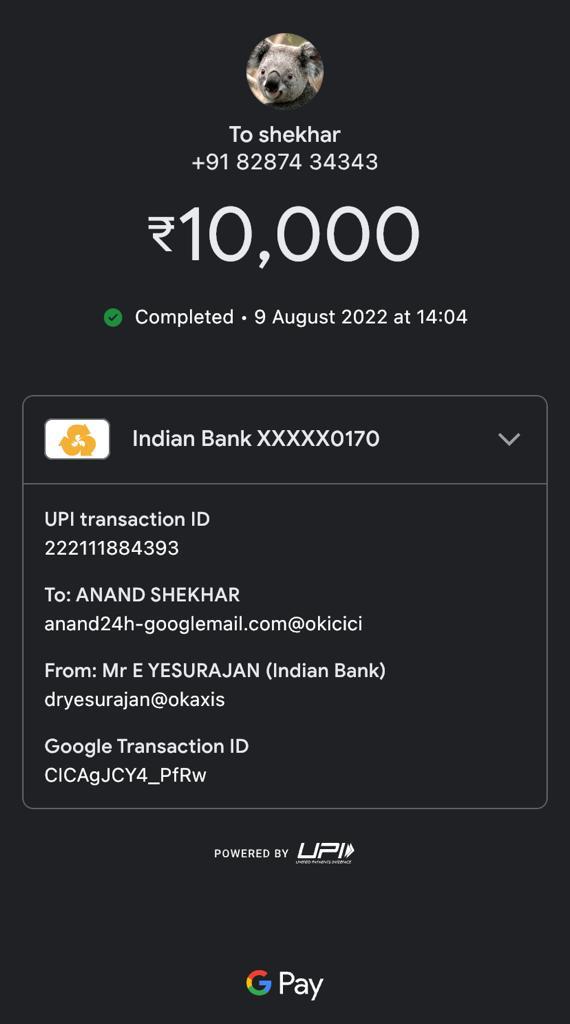 To shekhar
+91 82874 34343
₹10,000
Completed • 9 August 2022 at 14:04
Indian Bank XXXXX0170
UPI transaction ID
222111884393
To: ANAND SHEKHAR
anand24h-googlemail.com@okicici
From: Mr E YESURAJAN (Indian Bank)
dryesurajan@okaxis
Google Transaction ID
CICAgJCY4_PfRw
POWERED BY UPI
UNIFIED PAYMENTS INTERFACE
G Pay